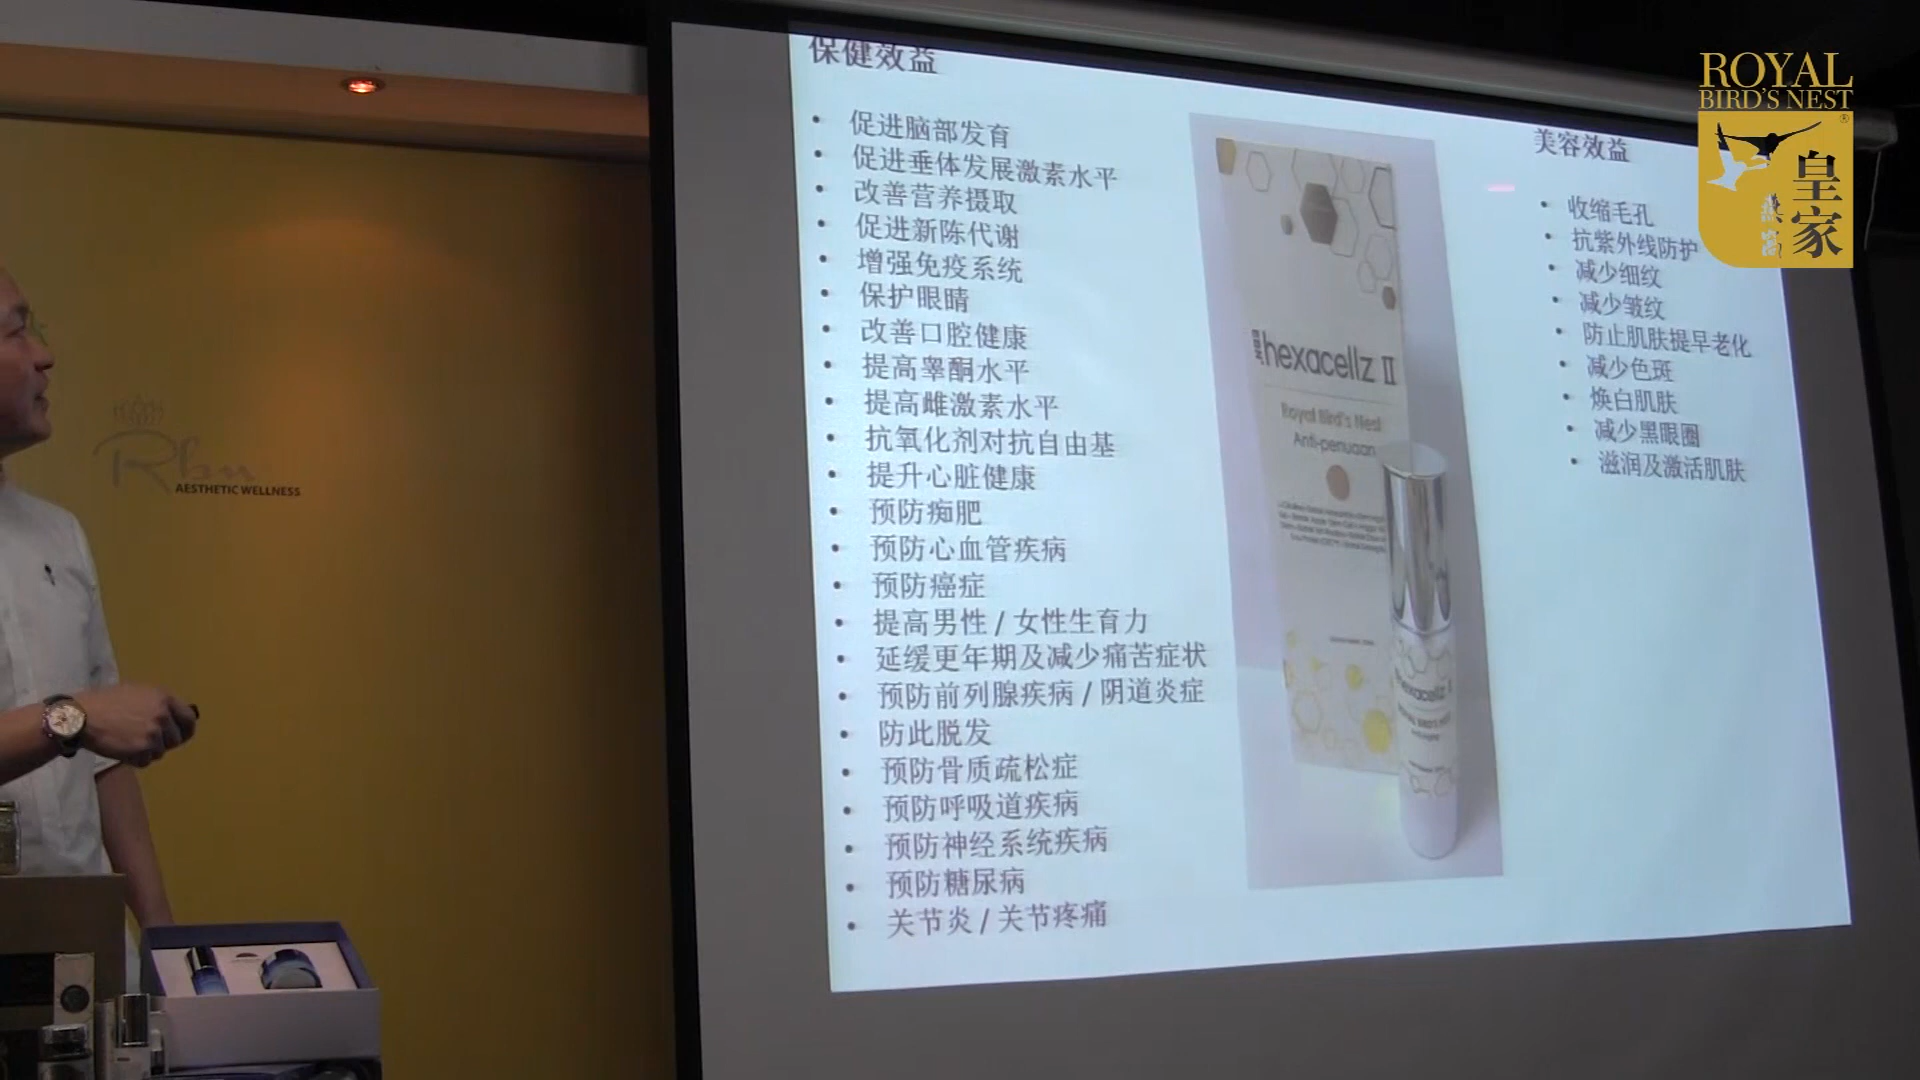 ROYAL
BIRD'S NEST
®
皇家
燕窩
保健效益
• 促进脑部发育
• 促进垂体发展激素水平
• 改善营养摄取
• 促进新陈代谢
• 增强免疫系统
• 保护眼睛
• 改善口腔健康
• 提高睾酮水平
• 提高雌激素水平
• 抗氧化剂对抗自由基
• 提升心脏健康
• 预防痴肥
• 预防心血管疾病
• 预防癌症
• 提高男性 / 女性生育力
• 延缓更年期及减少痛苦症状
• 预防前列腺疾病 / 阴道炎症
• 防此脱发
• 预防骨质疏松症
• 预防呼吸道疾病
• 预防神经系统疾病
• 预防糖尿病
• 关节炎 / 关节疼痛
RBN hexacellz II
Royal Bird's Nest
Anti-penuaan
hexacellz II
ROYAL BIRD'S NEST
美容效益
• 收缩毛孔
• 抗紫外线防护
• 减少细纹
• 减少皱纹
• 防止肌肤提早老化
• 减少色斑
• 焕白肌肤
• 减少黑眼圈
• 滋润及激活肌肤
Rbn
AESTHETIC WELLNESS